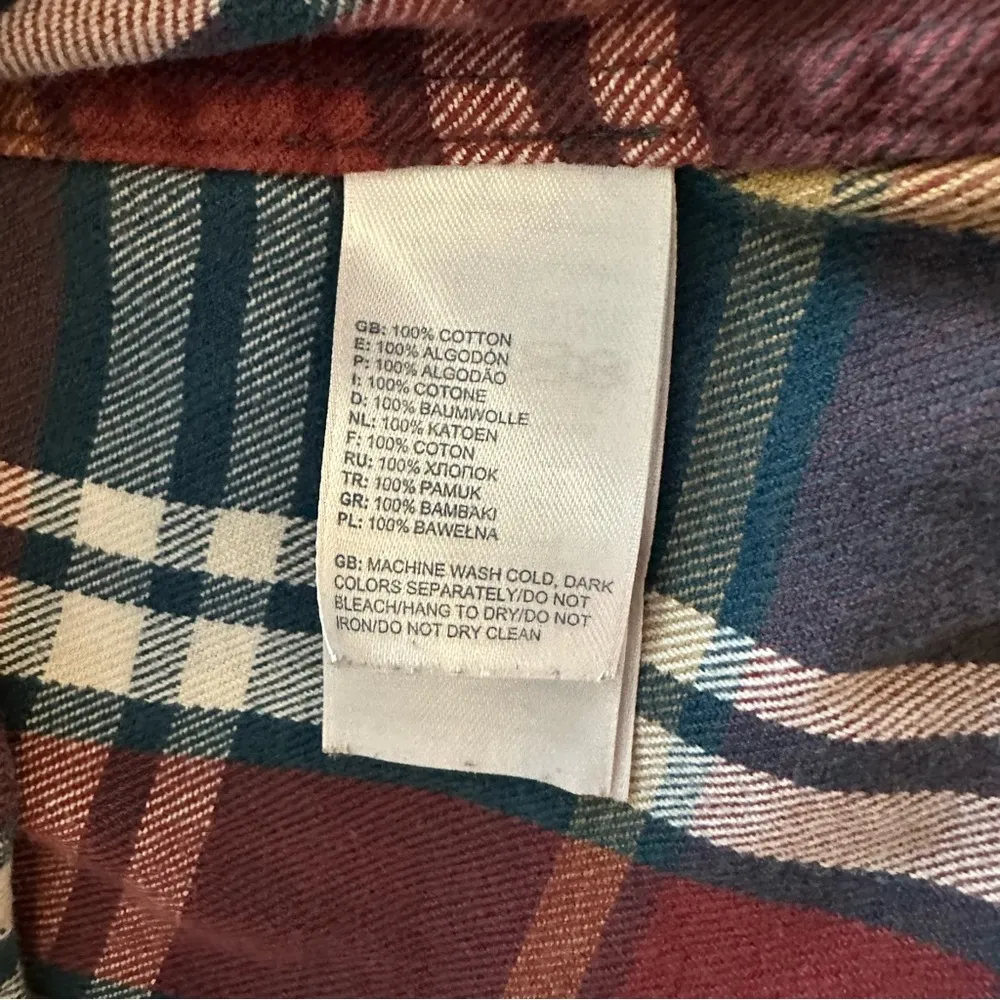 GB: 100% COTTON
E: 100% ALGODÓN
P: 100% ALGODÃO
I: 100% COTONE
D: 100% BAUMWOLLE
NL: 100% KATOEN
F: 100% COTON
RU: 100% ХЛОПОК
TR: 100% PAMUK
GR: 100% BAMBAKI
PL: 100% BAWEŁNA
GB: MACHINE WASH COLD, DARK
COLORS SEPARATELY/DO NOT
BLEACH/HANG TO DRY/DO NOT
IRON/DO NOT DRY CLEAN